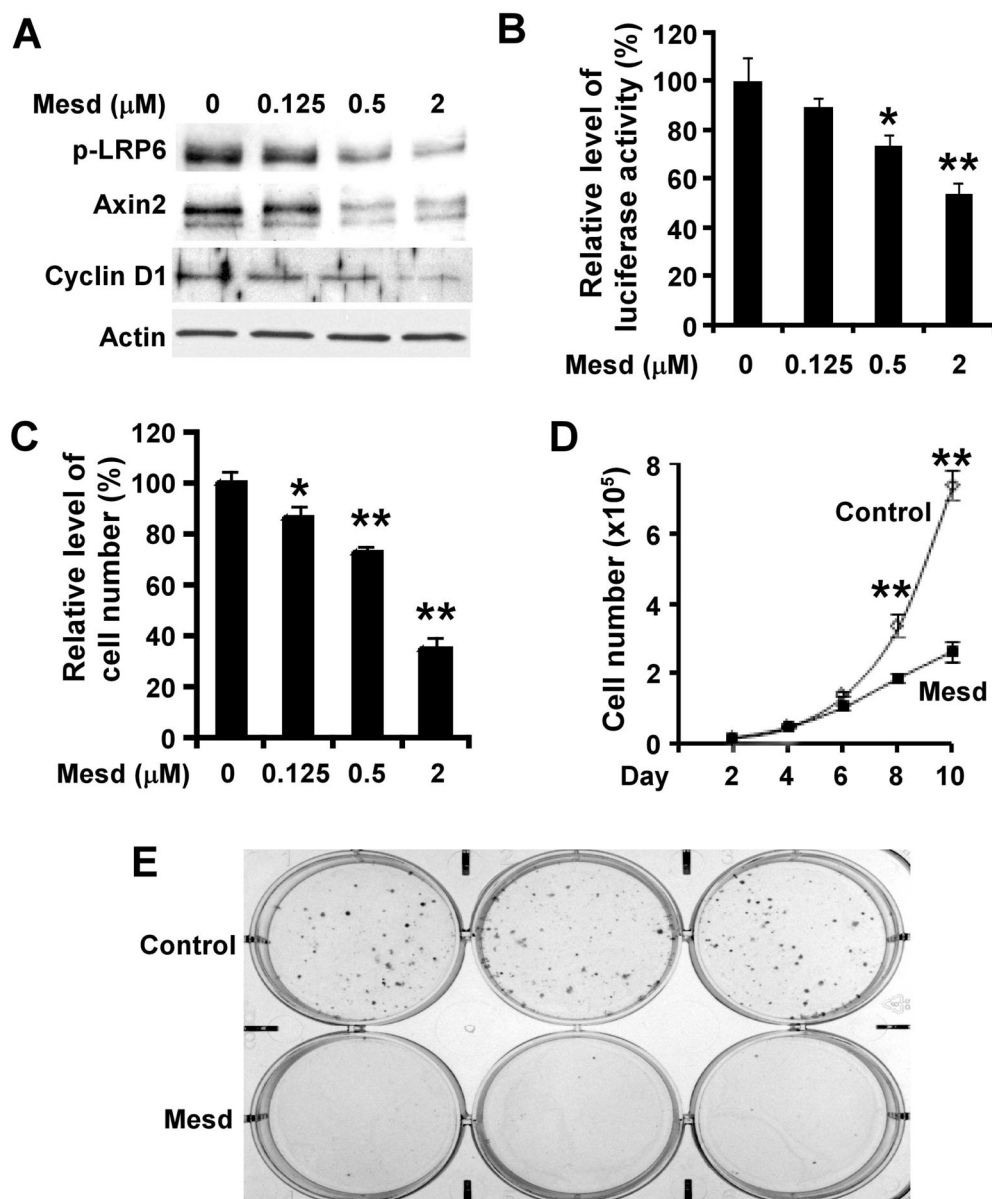 A
Mesd (μM) 0 0.125 0.5 2
p-LRP6
Axin2
Cyclin D1
Actin
B
Relative level of
luciferase activity (%)
120
100
80
60
40
20
0
*
**
Mesd (μM) 0 0.125 0.5 2
C
Relative level of
cell number (%)
120
100
80
60
40
20
0
*
**
**
Mesd (μM) 0 0.125 0.5 2
D
Cell number (x10⁵)
8
6
4
2
0
**
**
Control
Mesd
Day 2 4 6 8 10
E
Control
Mesd